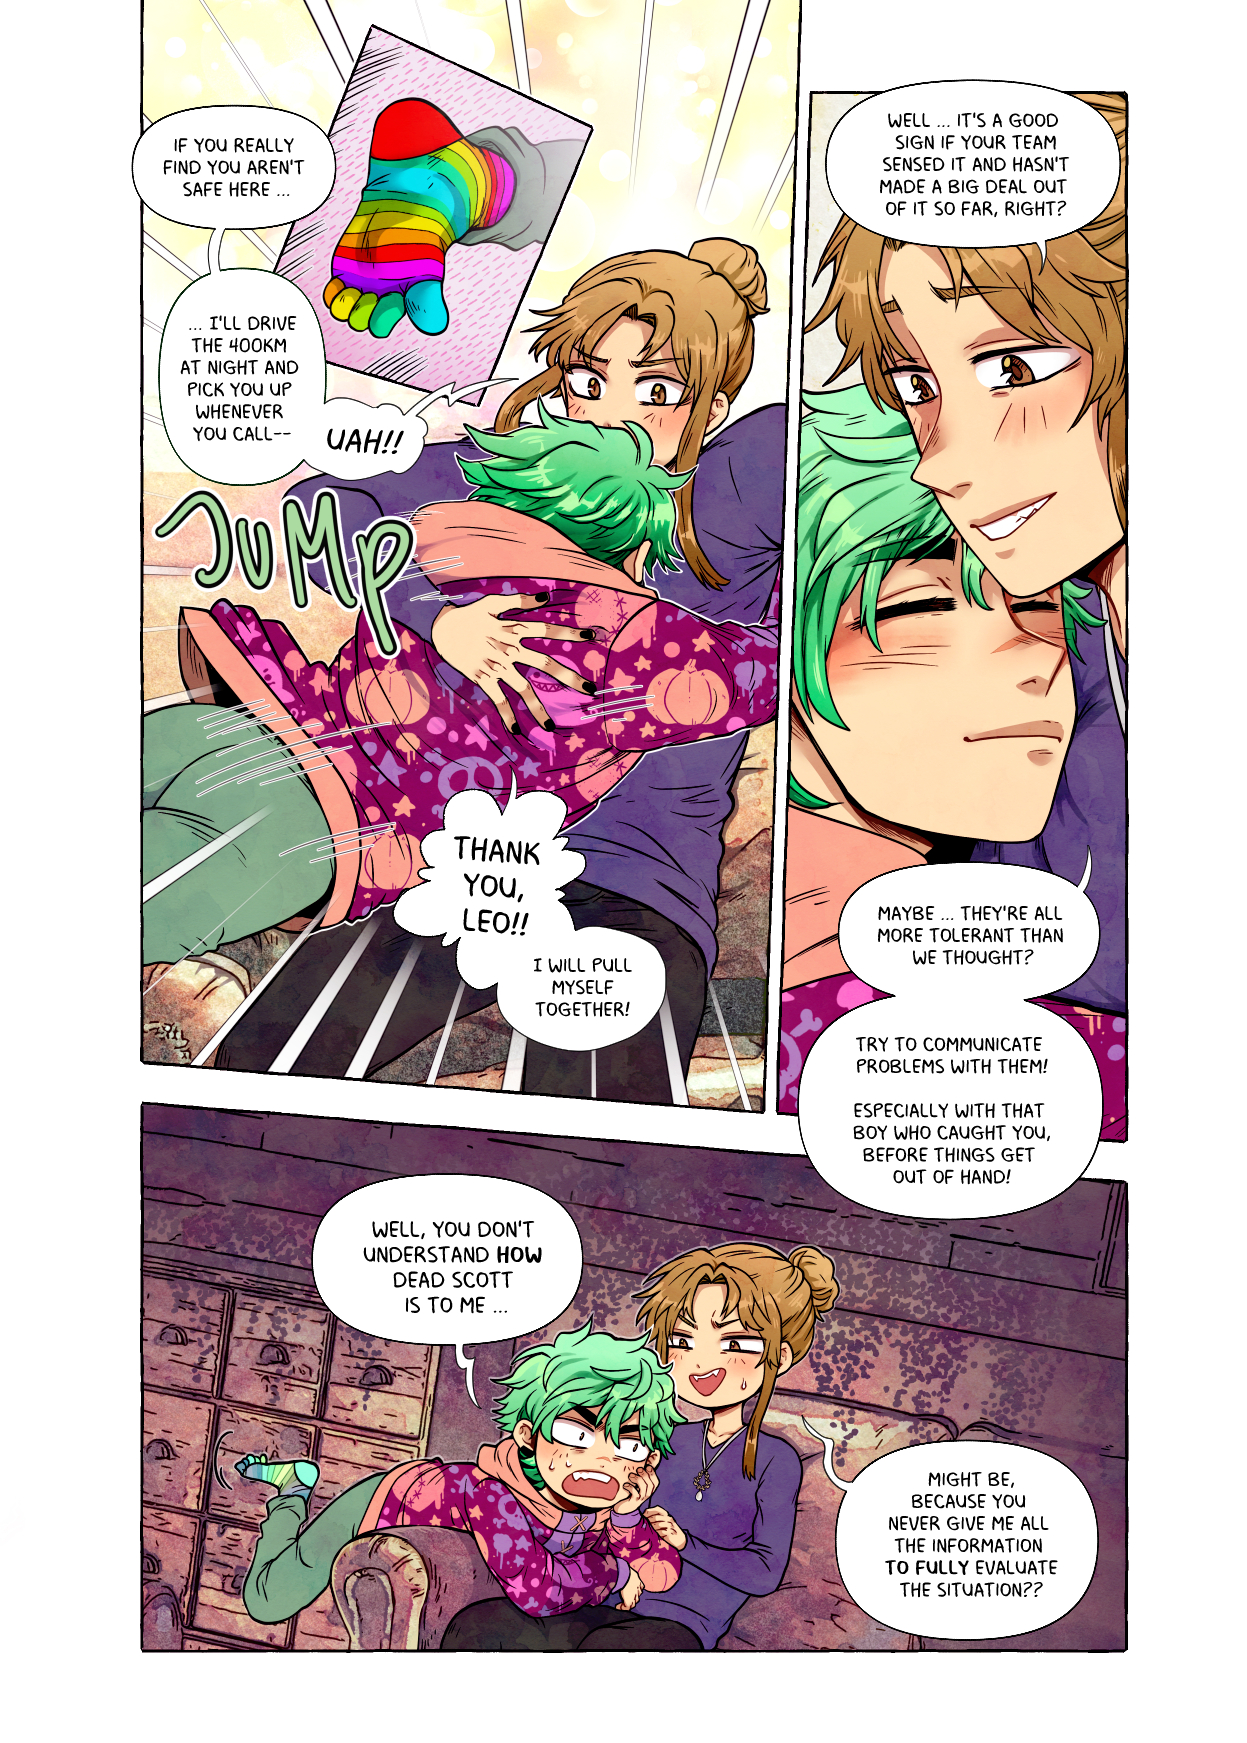 IF YOU REALLY
FIND YOU AREN'T
SAFE HERE ...
... I'LL DRIVE
THE 400KM
AT NIGHT AND
PICK YOU UP
WHENEVER
YOU CALL--
UAH!!
JUMP
THANK
YOU,
LEO!!
I WILL PULL
MYSELF
TOGETHER!
WELL ... IT'S A GOOD
SIGN IF YOUR TEAM
SENSED IT AND HASN'T
MADE A BIG DEAL OUT
OF IT SO FAR, RIGHT?
MAYBE ... THEY'RE ALL
MORE TOLERANT THAN
WE THOUGHT?
TRY TO COMMUNICATE
PROBLEMS WITH THEM!
ESPECIALLY WITH THAT
BOY WHO CAUGHT YOU,
BEFORE THINGS GET
OUT OF HAND!
WELL, YOU DON'T
UNDERSTAND HOW
DEAD SCOTT
IS TO ME ...
MIGHT BE,
BECAUSE YOU
NEVER GIVE ME ALL
THE INFORMATION
TO FULLY EVALUATE
THE SITUATION??